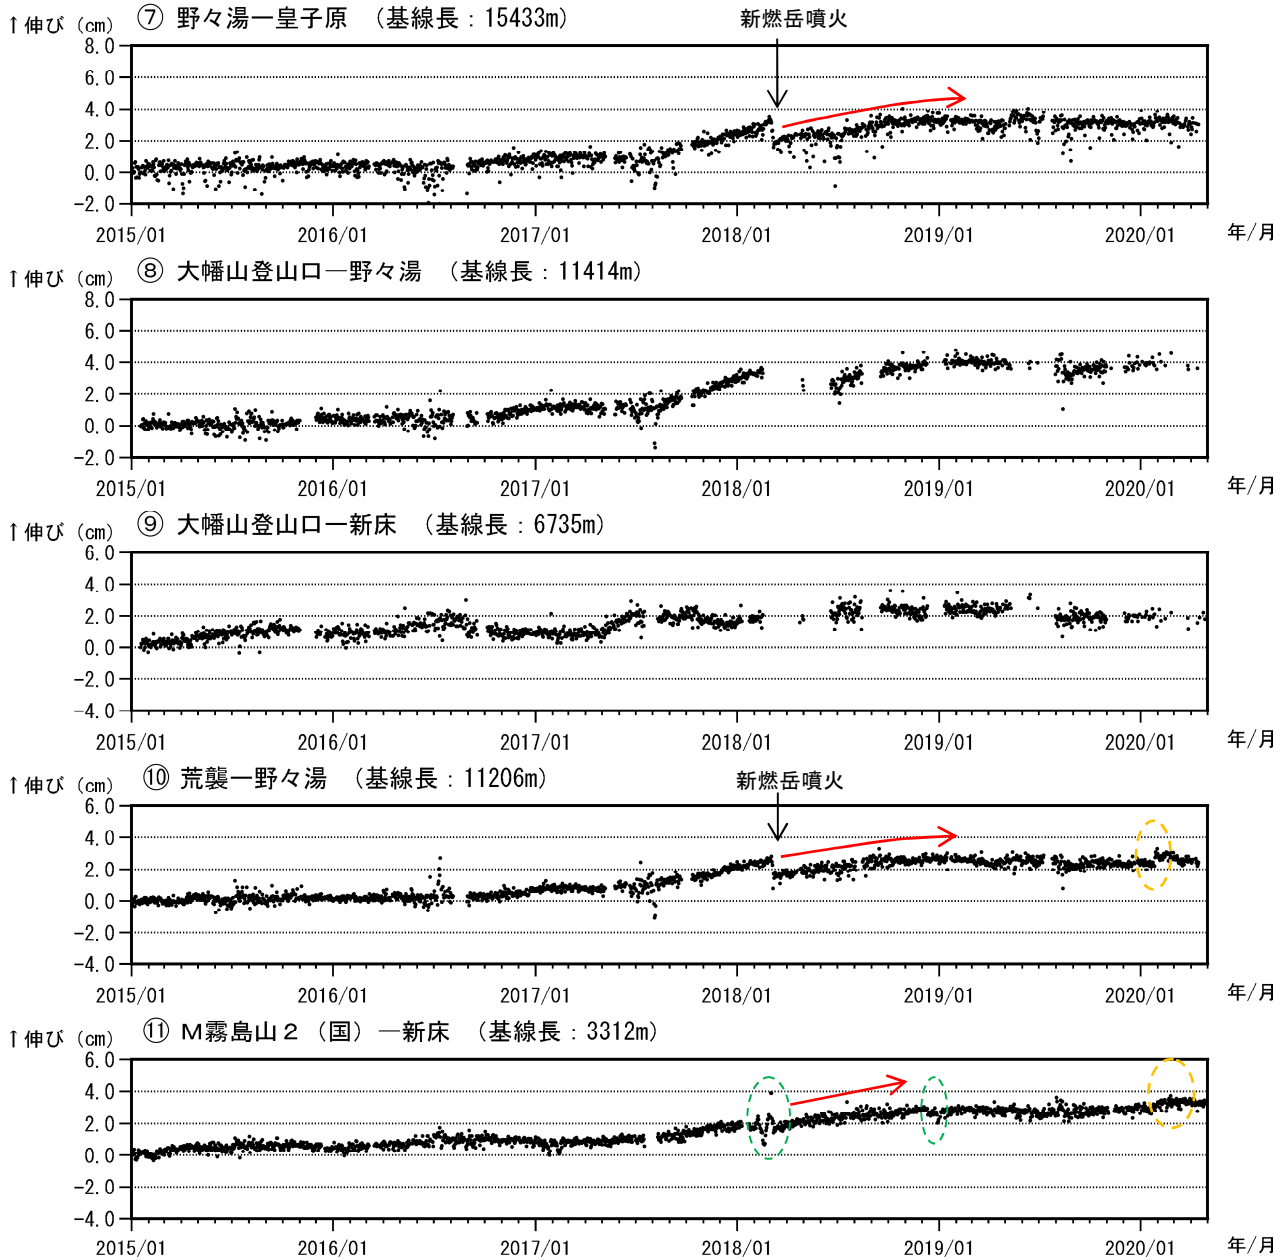 ⑦ 野々湯ー皇子原 （基線長：15433m）
新燃岳噴火
↑伸び（cm）
8.0
6.0
4.0
2.0
0.0
-2.0
2015/01 2016/01 2017/01 2018/01 2019/01 2020/01 年/月
⑧ 大幡山登山口―野々湯 （基線長：11414m）
↑伸び（cm）
8.0
6.0
4.0
2.0
0.0
-2.0
2015/01 2016/01 2017/01 2018/01 2019/01 2020/01 年/月
⑨ 大幡山登山口ー新床 （基線長：6735m）
↑伸び（cm）
6.0
4.0
2.0
0.0
-2.0
-4.0
2015/01 2016/01 2017/01 2018/01 2019/01 2020/01 年/月
⑩ 荒襲ー野々湯 （基線長：11206m）
新燃岳噴火
↑伸び（cm）
6.0
4.0
2.0
0.0
-2.0
-4.0
2015/01 2016/01 2017/01 2018/01 2019/01 2020/01 年/月
⑪ Ｍ霧島山２（国）―新床 （基線長：3312m）
↑伸び（cm）
6.0
4.0
2.0
0.0
-2.0
-4.0
2015/01 2016/01 2017/01 2018/01 2019/01 2020/01 年/月